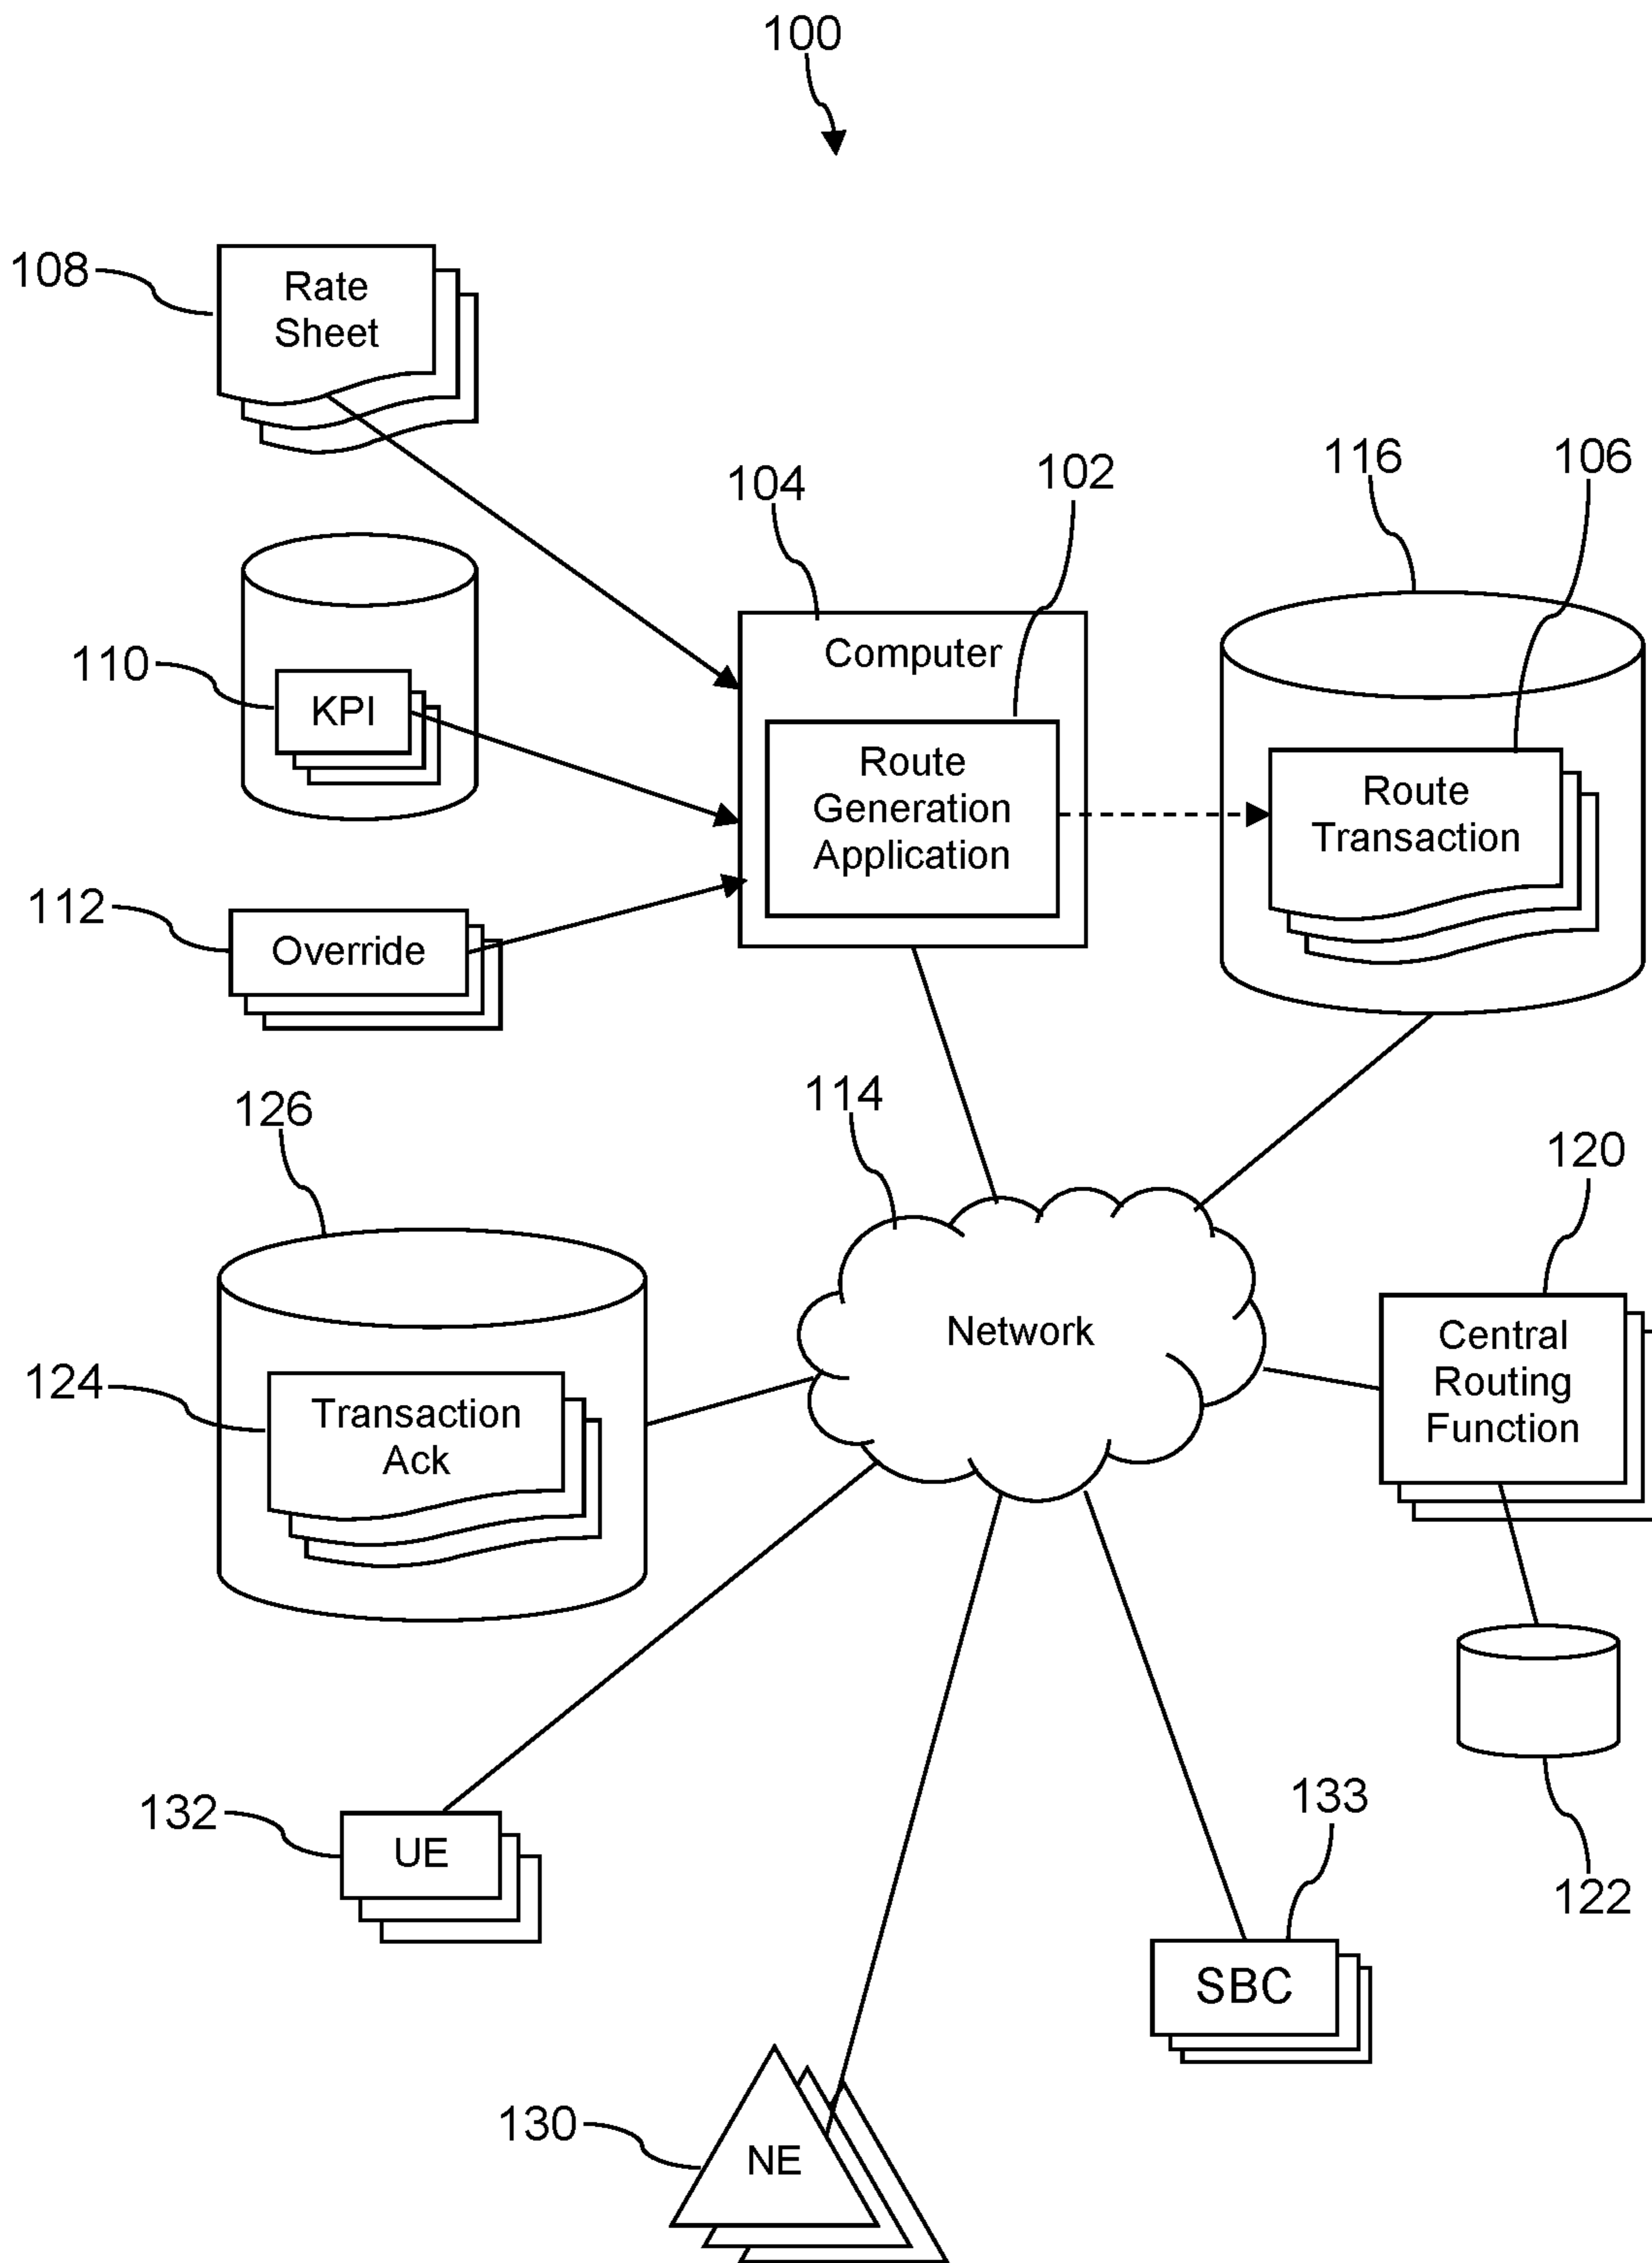 100
108
Rate
Sheet
104
102
116
106
110
KPI
Computer
Route
Generation
Application
Route
Transaction
112
Override
126
114
120
Network
Central
Routing
Function
124
Transaction
Ack
132
UE
133
122
SBC
130
NE